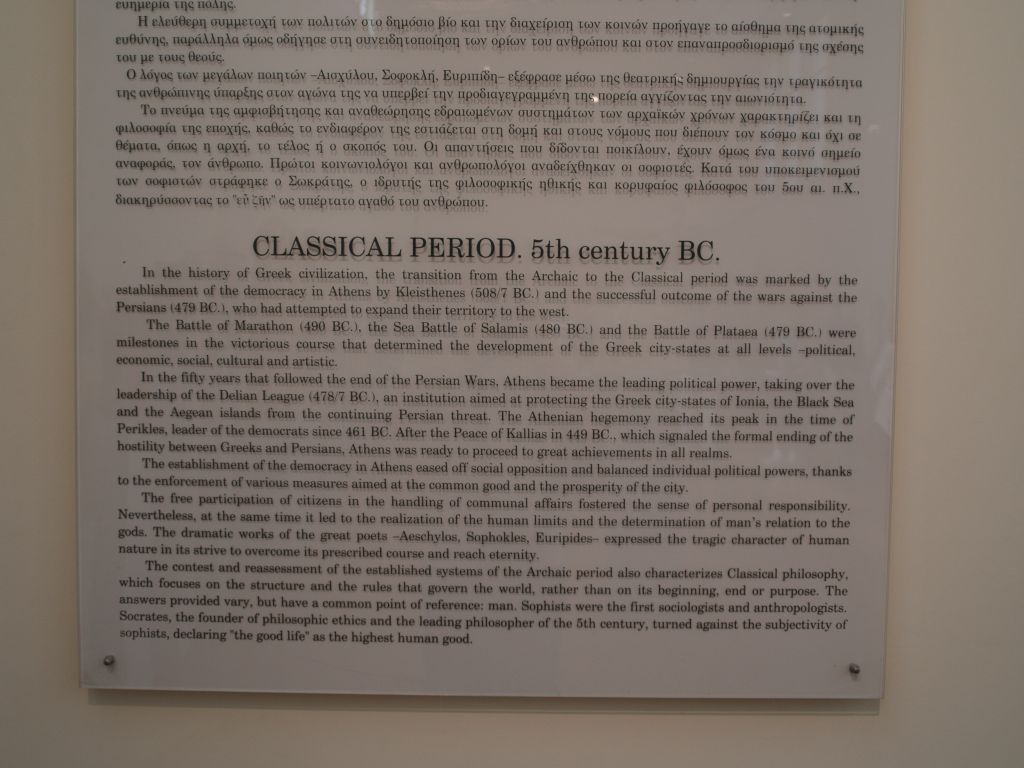 ευημερία της πόλης.
Η ελεύθερη συμμετοχή των πολιτών στο δημόσιο βίο και την διαχείριση των κοινών προήγαγε το αίσθημα της ατομικής
ευθύνης, παράλληλα όμως οδήγησε στη συνειδητοποίηση των ορίων του ανθρώπου και στον επαναπροσδιορισμό της σχέσης
του με τους θεούς.
Ο λόγος των μεγάλων ποιητών –Αισχύλου, Σοφοκλή, Ευριπίδη– εξέφρασε μέσω της θεατρικής δημιουργίας την τραγικότητα
της ανθρώπινης ύπαρξης στον αγώνα της να υπερβεί την προδιαγεγραμμένη της πορεία αγγίζοντας την αιωνιότητα.
Το πνεύμα της αμφισβήτησης και αναθεώρησης εδραιωμένων συστημάτων των αρχαϊκών χρόνων χαρακτηρίζει και τη
φιλοσοφία της εποχής, καθώς το ενδιαφέρον της εστιάζεται στη δομή και στους νόμους που διέπουν τον κόσμο και όχι σε
θέματα, όπως η αρχή, το τέλος ή ο σκοπός του. Οι απαντήσεις που δίδονται ποικίλουν, έχουν όμως ένα κοινό σημείο
αναφοράς, τον άνθρωπο. Πρώτοι κοινωνιολόγοι και ανθρωπολόγοι αναδείχθηκαν οι σοφιστές. Κατά του υποκειμενισμού
των σοφιστών στράφηκε ο Σωκράτης, ο ιδρυτής της φιλοσοφικής ηθικής και κορυφαίος φιλόσοφος του 5ου αι. π.Χ.,
διακηρύσσοντας το "εὖ ζῆν" ως υπέρτατο αγαθό του ανθρώπου.
CLASSICAL PERIOD. 5th century BC.
In the history of Greek civilization, the transition from the Archaic to the Classical period was marked by the
establishment of the democracy in Athens by Kleisthenes (508/7 BC.) and the successful outcome of the wars against the
Persians (479 BC.), who had attempted to expand their territory to the west.
The Battle of Marathon (490 BC.), the Sea Battle of Salamis (480 BC.) and the Battle of Plataea (479 BC.) were
milestones in the victorious course that determined the development of the Greek city-states at all levels –political,
economic, social, cultural and artistic.
In the fifty years that followed the end of the Persian Wars, Athens became the leading political power, taking over the
leadership of the Delian League (478/7 BC.), an institution aimed at protecting the Greek city-states of Ionia, the Black Sea
and the Aegean islands from the continuing Persian threat. The Athenian hegemony reached its peak in the time of
Perikles, leader of the democrats since 461 BC. After the Peace of Kallias in 449 BC., which signaled the formal ending of the
hostility between Greeks and Persians, Athens was ready to proceed to great achievements in all realms.
The establishment of the democracy in Athens eased off social opposition and balanced individual political powers, thanks
to the enforcement of various measures aimed at the common good and the prosperity of the city.
The free participation of citizens in the handling of communal affairs fostered the sense of personal responsibility.
Nevertheless, at the same time it led to the realization of the human limits and the determination of man's relation to the
gods. The dramatic works of the great poets –Aeschylos, Sophokles, Euripides– expressed the tragic character of human
nature in its strive to overcome its prescribed course and reach eternity.
The contest and reassessment of the established systems of the Archaic period also characterizes Classical philosophy,
which focuses on the structure and the rules that govern the world, rather than on its beginning, end or purpose. The
answers provided vary, but have a common point of reference: man. Sophists were the first sociologists and anthropologists.
Socrates, the founder of philosophic ethics and the leading philosopher of the 5th century, turned against the subjectivity of
sophists, declaring "the good life" as the highest human good.